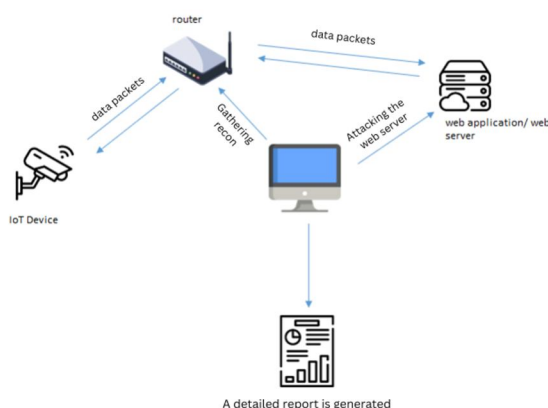 router
data packets
data packets
Gathering
recon
Attacking the
web server
web application/ web
server
IoT Device
A detailed report is generated